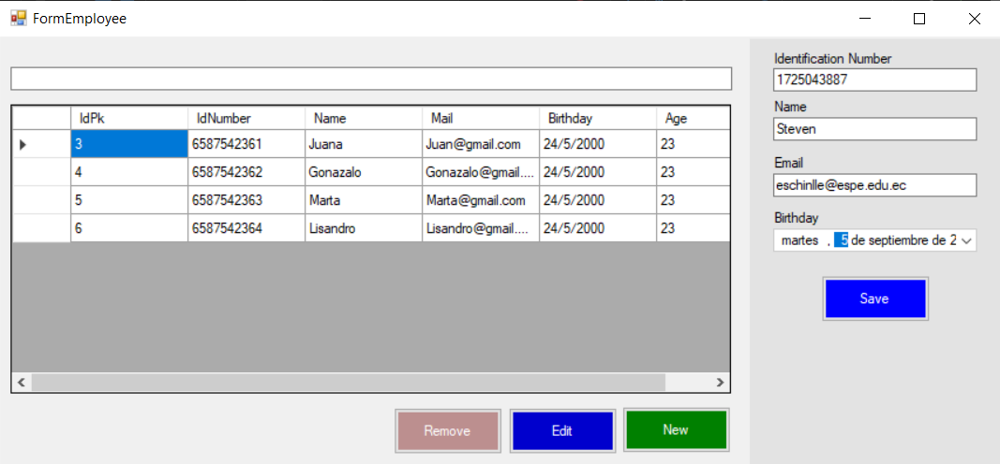 FormEmployee
IdPk IdNumber Name Mail Birthday Age
3 6587542361 Juana Juan@gmail.com 24/5/2000 23
4 6587542362 Gonazalo Gonazalo@gmail.... 24/5/2000 23
5 6587542363 Marta Marta@gmail.com 24/5/2000 23
6 6587542364 Lisandro Lisandro@gmail.... 24/5/2000 23
Remove Edit New
Identification Number
1725043887
Name
Steven
Email
eschinlle@espe.edu.ec
Birthday
martes , 5 de septiembre de 2
Save